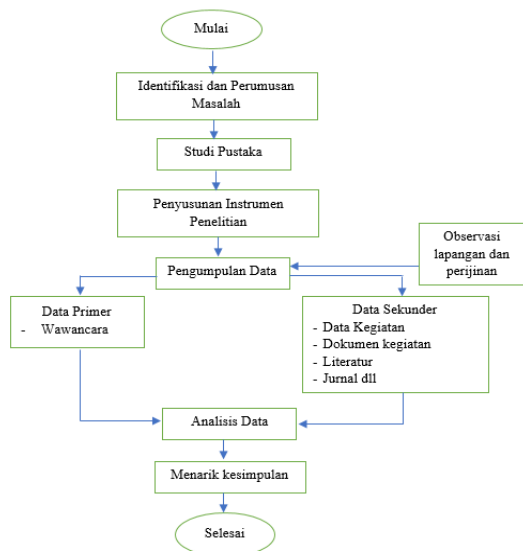 Mulai
Identifikasi dan Perumusan
Masalah
Studi Pustaka
Penyusunan Instrumen
Penelitian
Observasi
lapangan dan
perijinan
Pengumpulan Data
Data Primer
- Wawancara
Data Sekunder
- Data Kegiatan
- Dokumen kegiatan
- Literatur
- Jurnal dll
Analisis Data
Menarik kesimpulan
Selesai